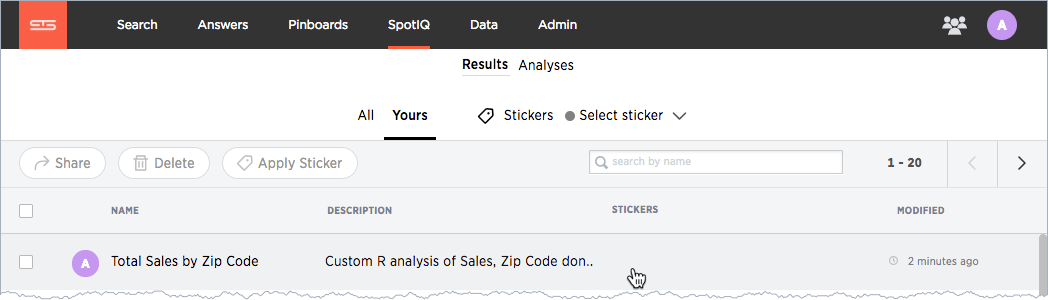 Search Answers Pinboards SpotIQ Data Admin A
Results Analyses
All Yours Stickers Select sticker
Share Delete Apply Sticker search by name 1 - 20
NAME DESCRIPTION STICKERS MODIFIED
A Total Sales by Zip Code Custom R analysis of Sales, Zip Code don.. 2 minutes ago